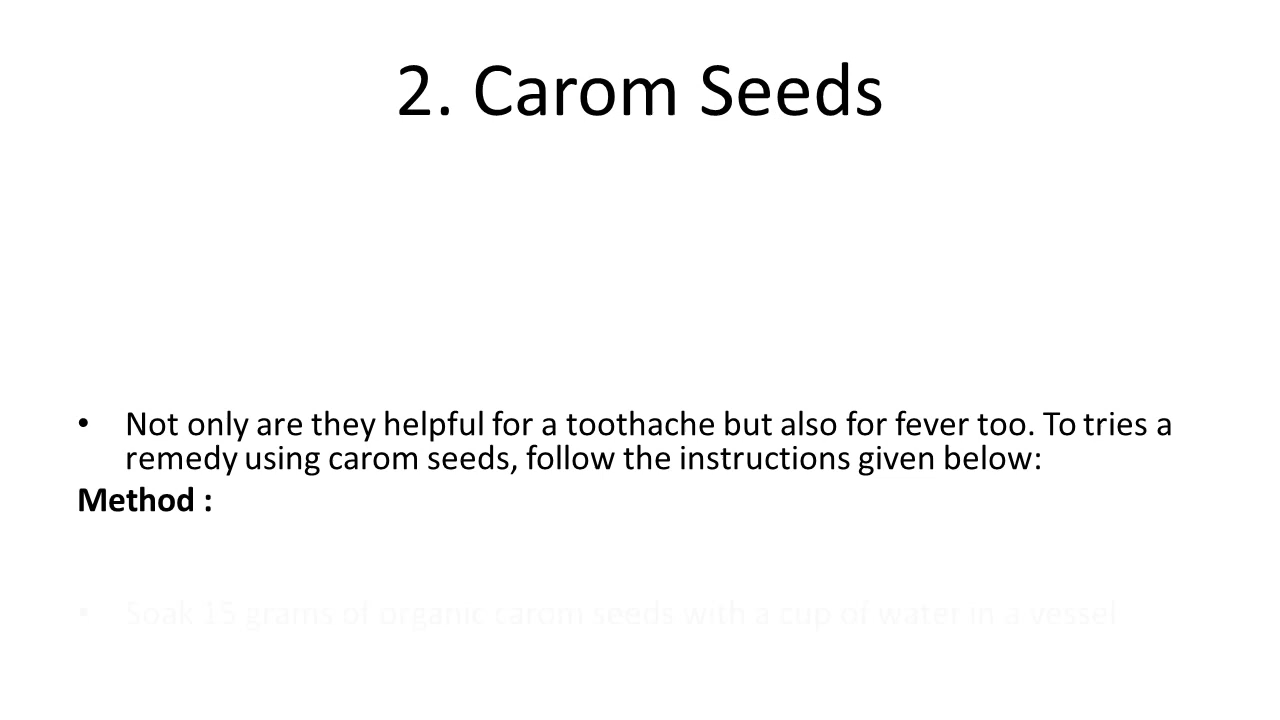 2. Carom Seeds
• Not only are they helpful for a toothache but also for fever too. To tries a
remedy using carom seeds, follow the instructions given below:
Method :
• Soak 15 grams of organic carom seeds with a cup of water in a vessel